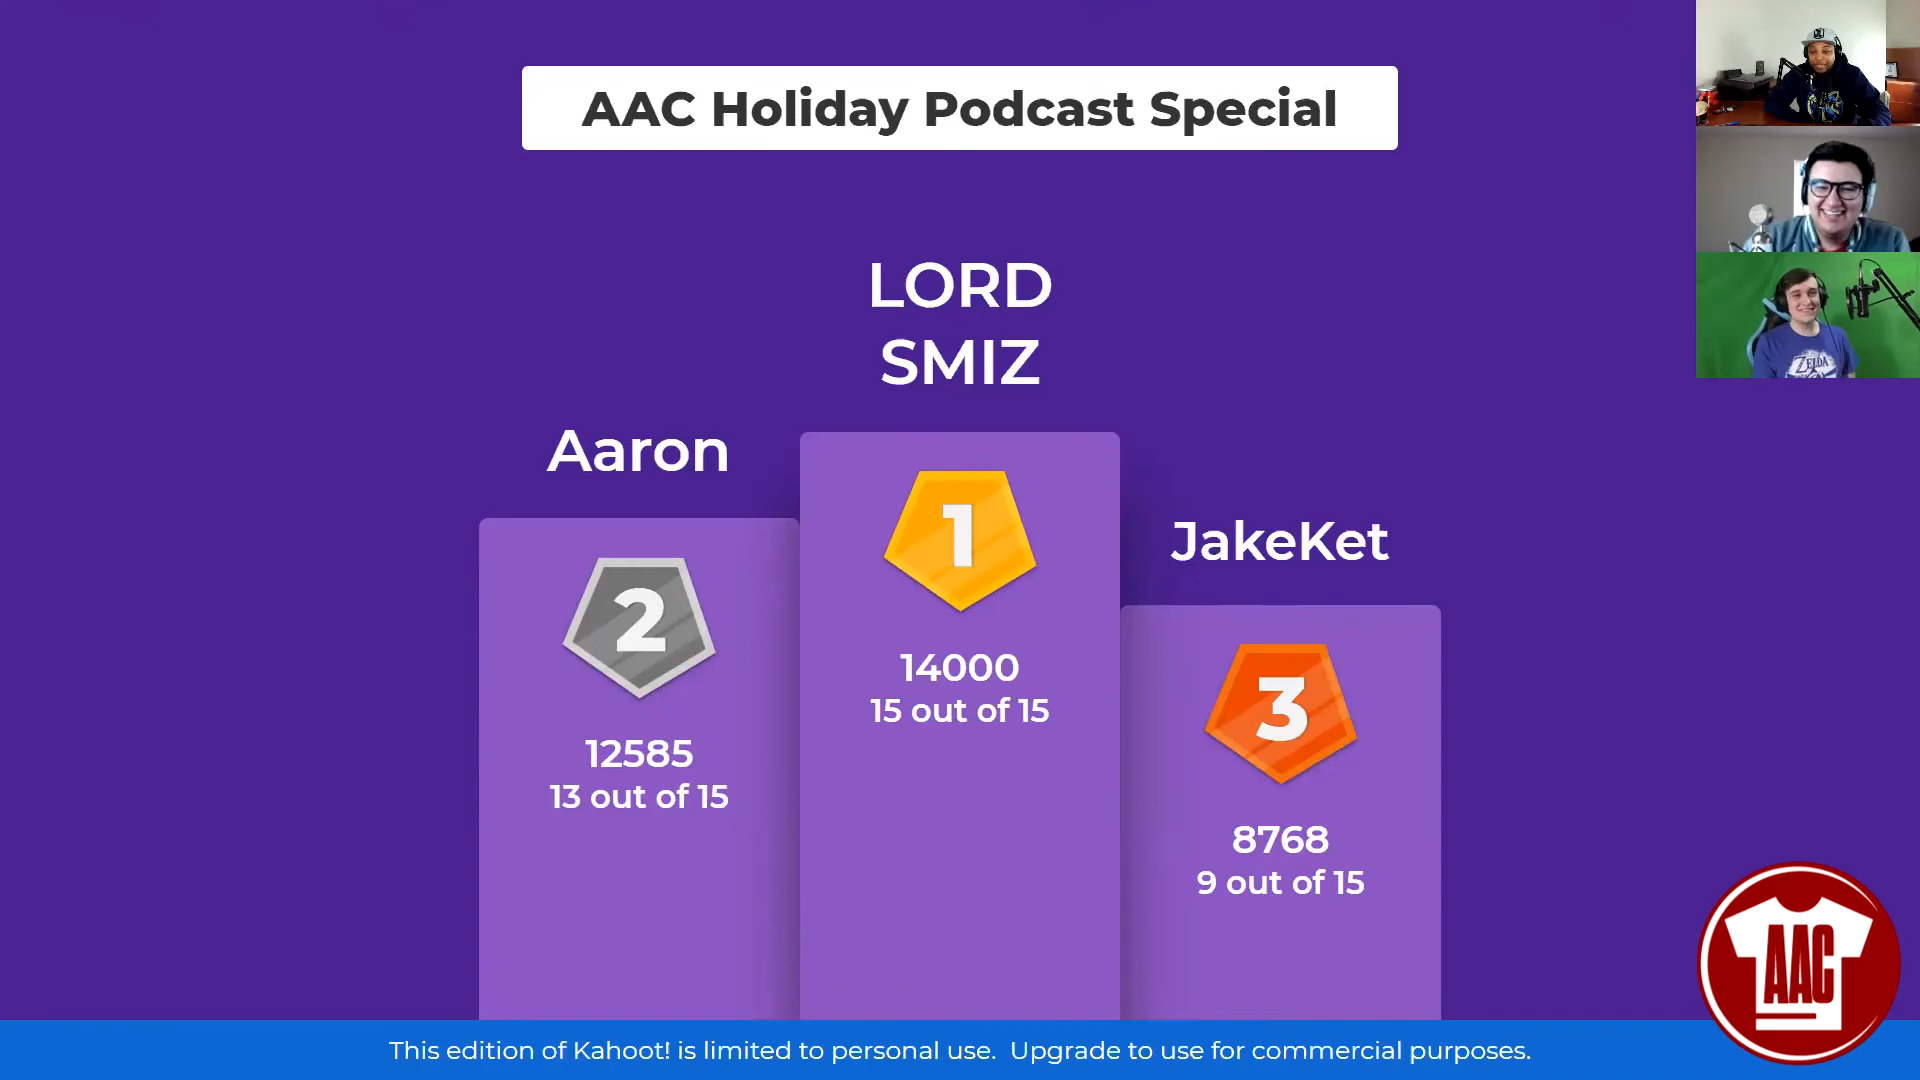 AAC Holiday Podcast Special
LORD
SMIZ
Aaron
JakeKet
1
2
3
14000
15 out of 15
12585
13 out of 15
8768
9 out of 15
ZELDA
AAC
This edition of Kahoot! is limited to personal use. Upgrade to use for commercial purposes.